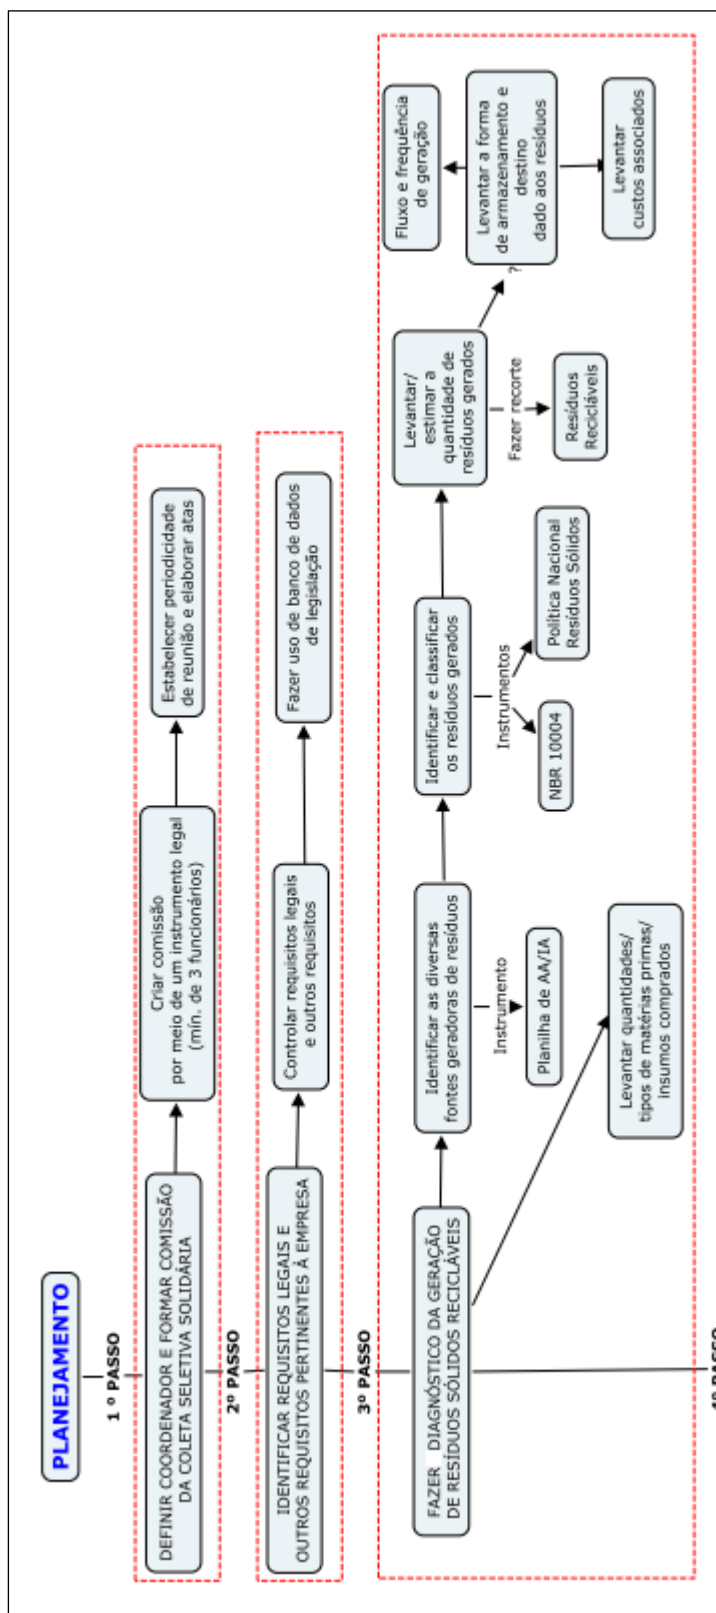 PLANEJAMENTO
1 º PASSO
DEFINIR COORDENADOR E FORMAR COMISSÃO
DA COLETA SELETIVA SOLIDÁRIA
Criar comissão
por meio de um instrumento legal
(mín. de 3 funcionários)
Estabelecer periodicidade
de reunião e elaborar atas
2º PASSO
IDENTIFICAR REQUISITOS LEGAIS E
OUTROS REQUISITOS PERTINENTES À EMPRESA
Controlar requisitos legais
e outros requisitos
Fazer uso de banco de dados
de legislação
3º PASSO
FAZER DIAGNÓSTICO DA GERAÇÃO
DE RESÍDUOS SÓLIDOS RECICLÁVEIS
Identificar as diversas
fontes geradoras de resíduos
Instrumento
Planilha de AA/IA
Levantar quantidades/
tipos de matérias primas/
insumos comprados
Identificar e classificar
os resíduos gerados
Instrumentos
NBR 10004
Política Nacional
Resíduos Sólidos
Levantar/
estimar a
quantidade de
resíduos gerados
Fazer recorte
Resíduos
Recicláveis
?
Levantar a forma
de armazenamento e
destino
dado aos resíduos
Fluxo e frequência
de geração
Levantar
custos associados
4º PASSO